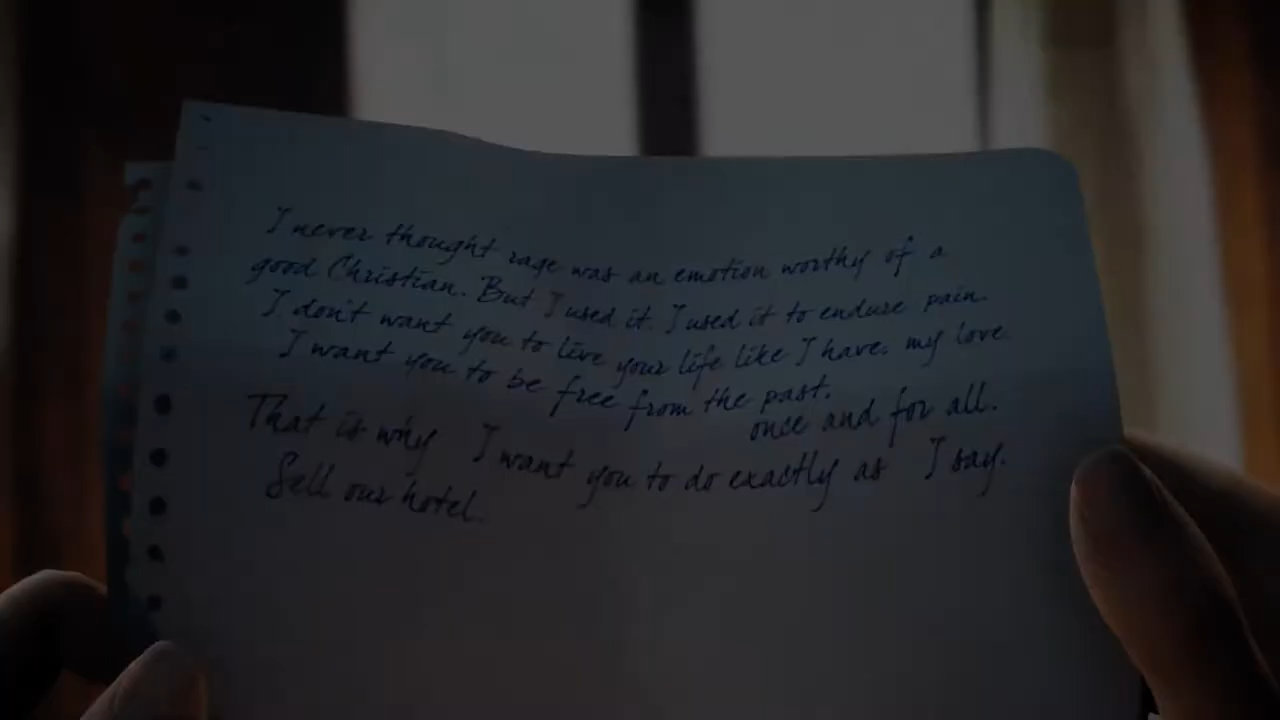 I never thought rage was an emotion worthy of a
good Christian. But I used it. I used it to endure pain.
I don't want you to live your life like I have, my love.
I want you to be free from the past.
once and for all.
That is why I want you to do exactly as I say.
Sell our hotel.